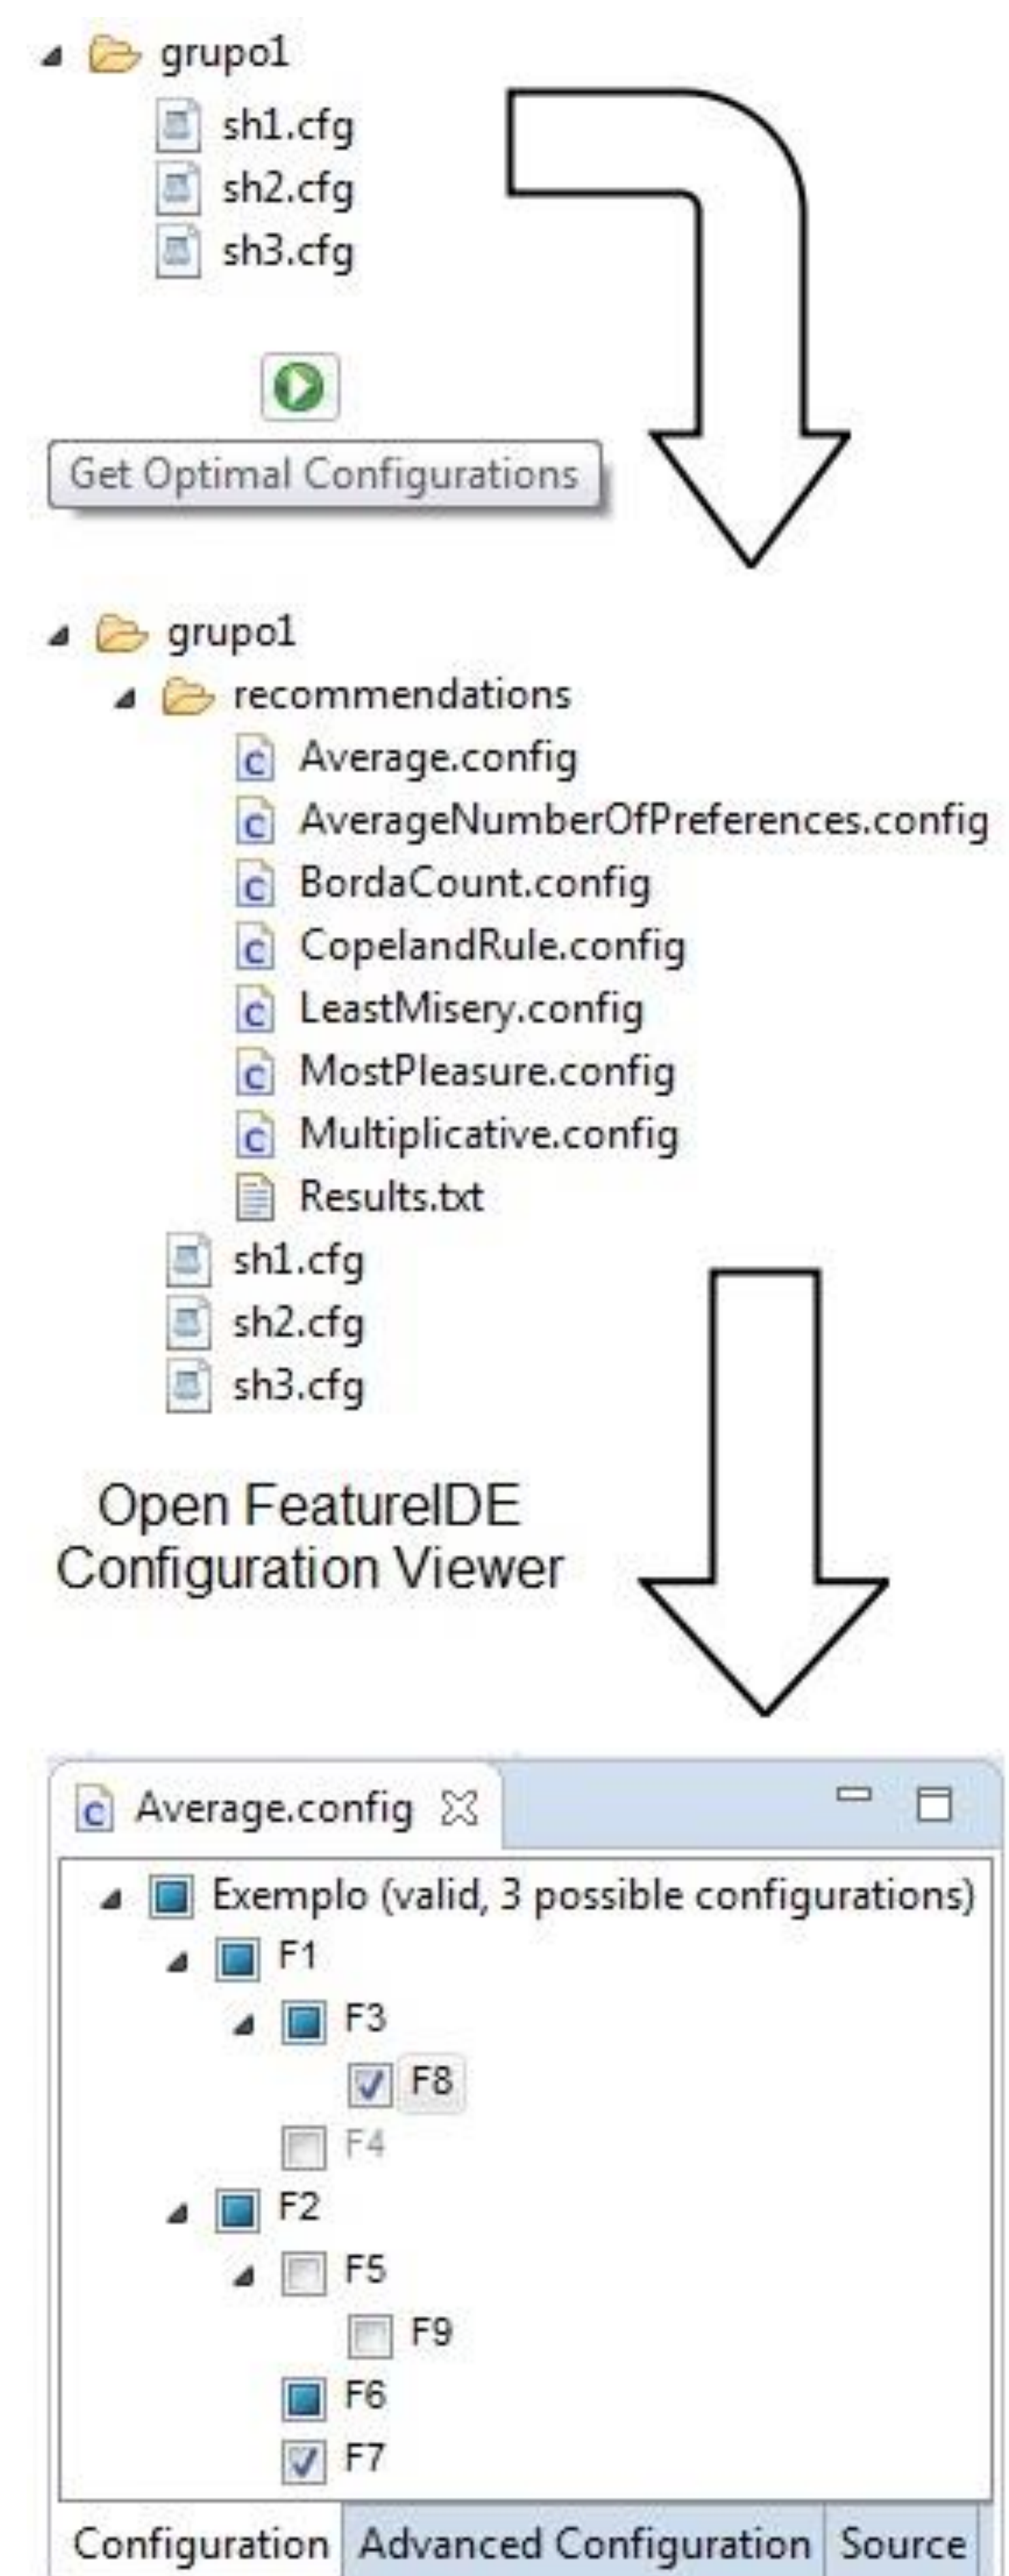 grupo1
sh1.cfg
sh2.cfg
sh3.cfg
Get Optimal Configurations
grupo1
recommendations
Average.config
AverageNumberOfPreferences.config
BordaCount.config
CopelandRule.config
LeastMisery.config
MostPleasure.config
Multiplicative.config
Results.txt
sh1.cfg
sh2.cfg
sh3.cfg
Open FeatureIDE
Configuration Viewer
Average.config
Exemplo (valid, 3 possible configurations)
F1
F3
F8
F4
F2
F5
F9
F6
F7
Configuration Advanced Configuration Source